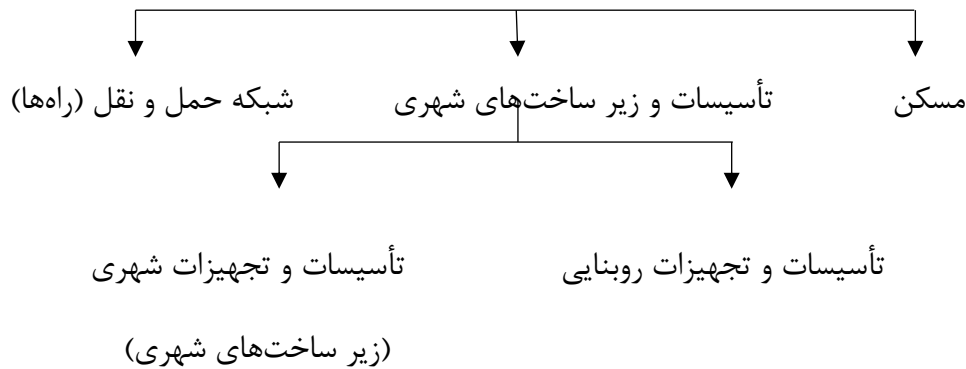 مسکن
تأسیسات و زیر ساخت‌های شهری
شبکه حمل و نقل (راه‌ها)
تأسیسات و تجهیزات روبنایی
تأسیسات و تجهیزات شهری
(زیر ساخت‌های شهری)